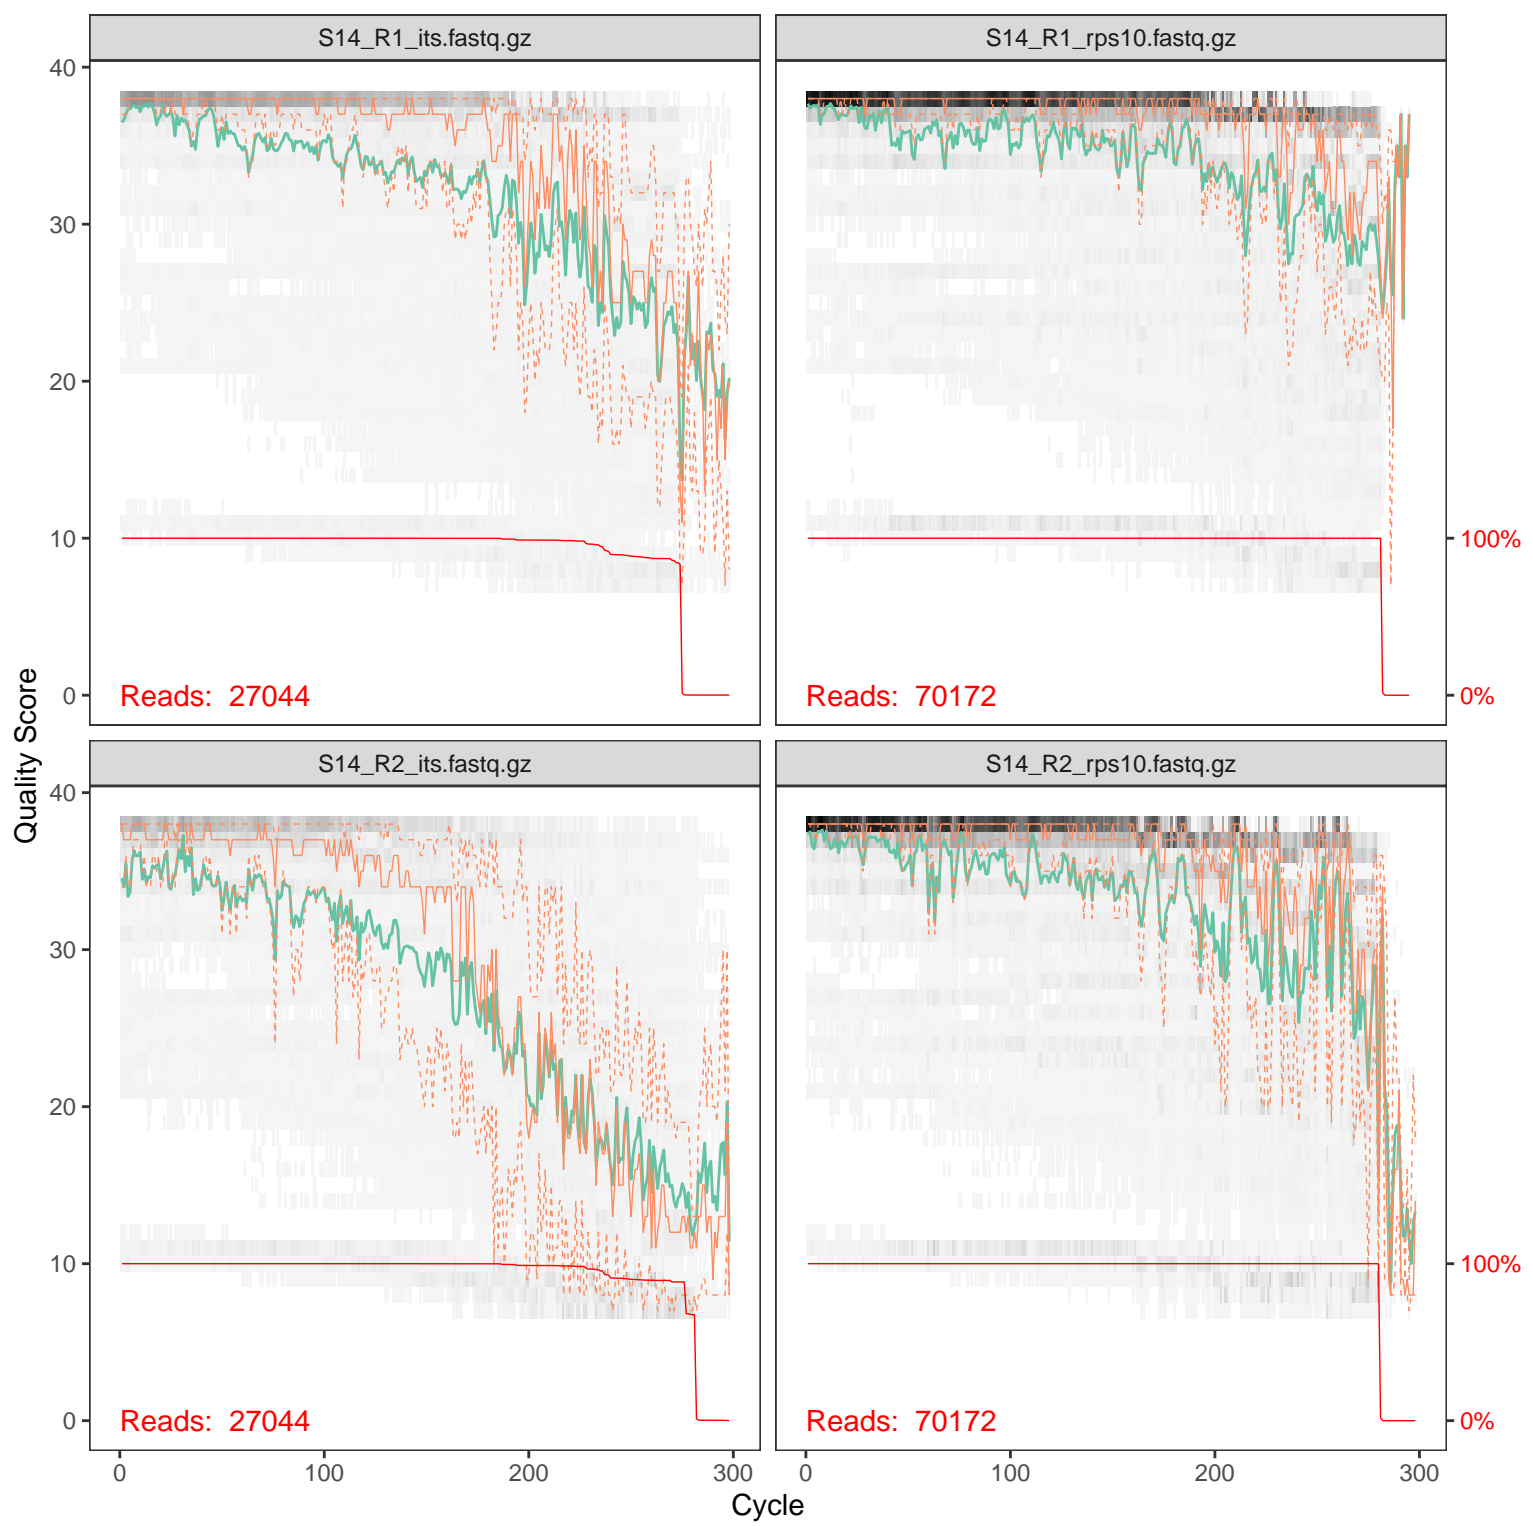 S14_R1_its.fastq.gz
S14_R1_rps10.fastq.gz
40
30
20
10
0
100%
0%
Reads: 27044
Reads: 70172
Quality Score
S14_R2_its.fastq.gz
S14_R2_rps10.fastq.gz
40
30
20
10
0
100%
0%
Reads: 27044
Reads: 70172
0
100
200
300
0
100
200
300
Cycle